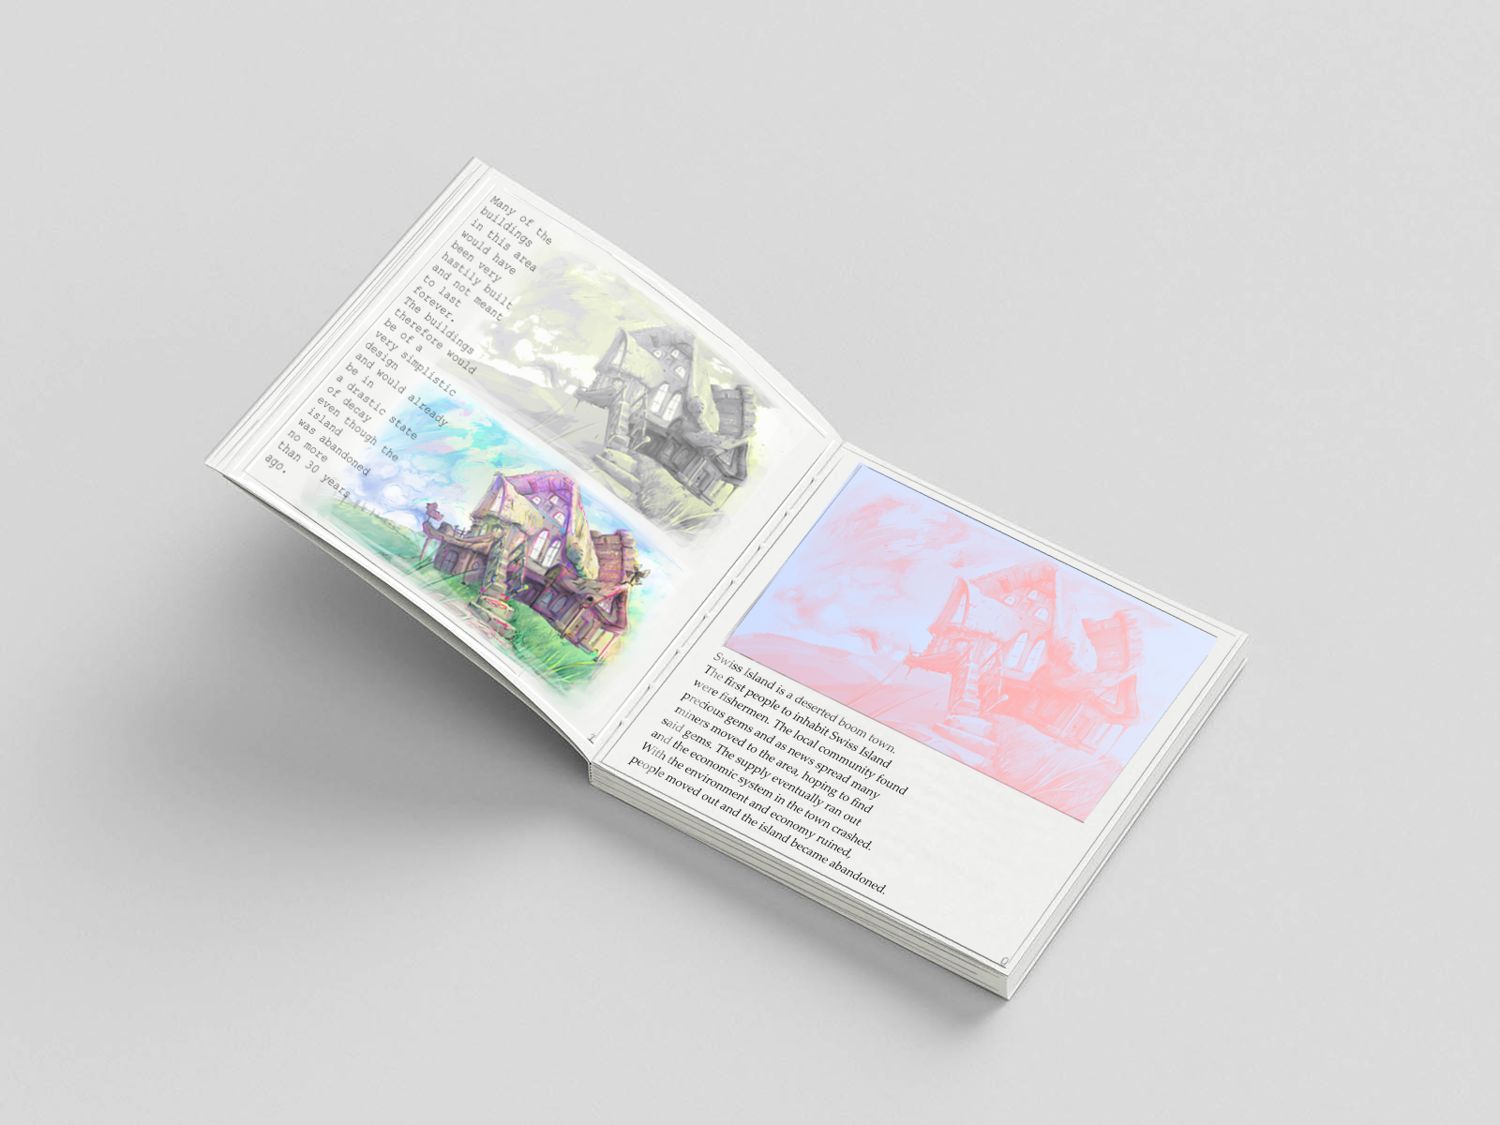 Many of the
buildings
in this area
would have
been very
hastily built
and not meant
to last
forever.
The buildings
therefore would
be of a
very simplistic
design
and would already
be in
a drastic state
of decay
even though the
island
was abandoned
no more
than 30 years
ago.
Swiss Island is a deserted boom town.
The first people to inhabit Swiss Island
were fishermen. The local community found
precious gems and as news spread many
miners moved to the area, hoping to find
said gems. The supply eventually ran out
and the economic system in the town crashed.
With the environment and economy ruined,
people moved out and the island became abandoned.